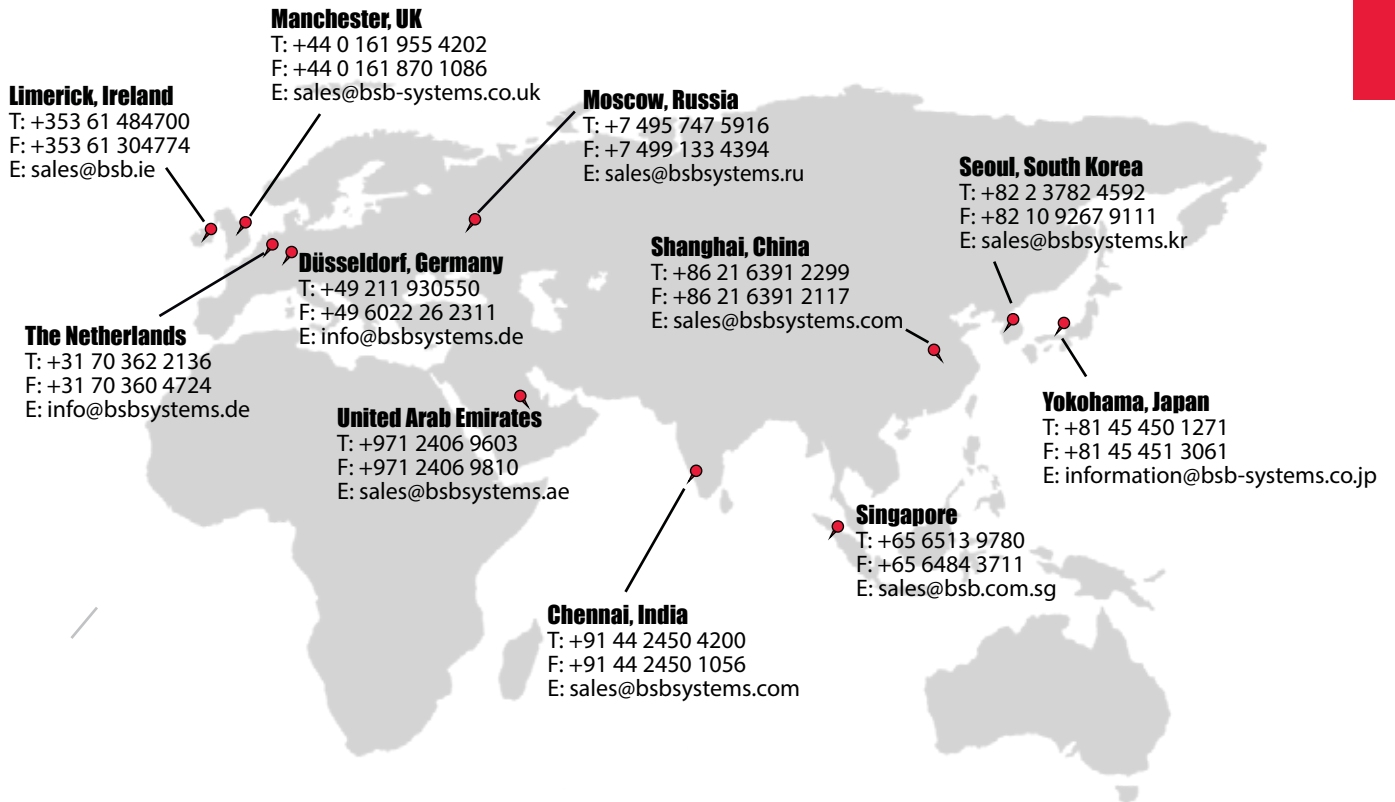 Manchester, UK
T: +44 0 161 955 4202
F: +44 0 161 870 1086
E: sales@bsb-systems.co.uk
Limerick, Ireland
T: +353 61 484700
F: +353 61 304774
E: sales@bsb.ie
Moscow, Russia
T: +7 495 747 5916
F: +7 499 133 4394
E: sales@bsbsystems.ru
Seoul, South Korea
T: +82 2 3782 4592
F: +82 10 9267 9111
E: sales@bsbsystems.kr
Shanghai, China
T: +86 21 6391 2299
F: +86 21 6391 2117
E: sales@bsbsystems.com
Düsseldorf, Germany
T: +49 211 930550
F: +49 6022 26 2311
E: info@bsbsystems.de
The Netherlands
T: +31 70 362 2136
F: +31 70 360 4724
E: info@bsbsystems.de
United Arab Emirates
T: +971 2406 9603
F: +971 2406 9810
E: sales@bsbsystems.ae
Yokohama, Japan
T: +81 45 450 1271
F: +81 45 451 3061
E: information@bsb-systems.co.jp
Singapore
T: +65 6513 9780
F: +65 6484 3711
E: sales@bsb.com.sg
Chennai, India
T: +91 44 2450 4200
F: +91 44 2450 1056
E: sales@bsbsystems.com